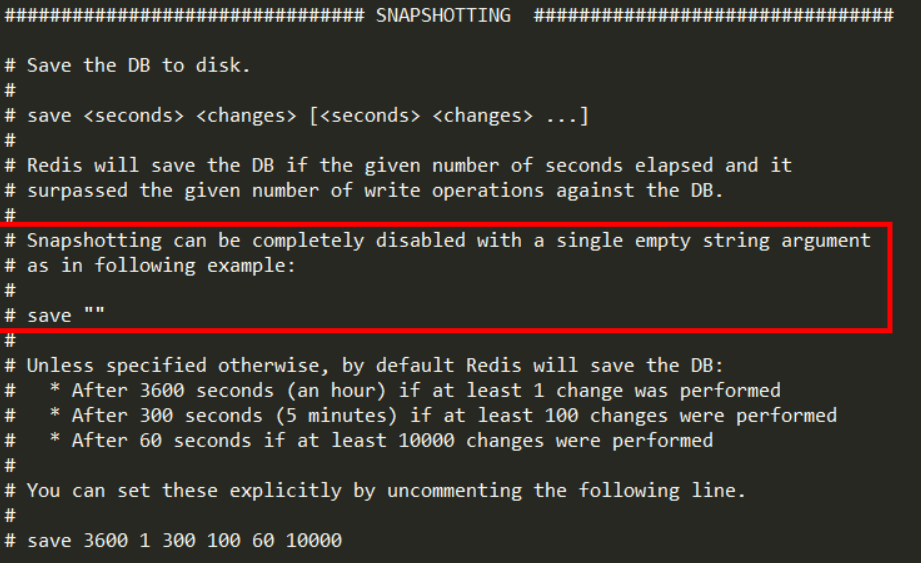 ################################ SNAPSHOTTING  ################################
# Save the DB to disk.
#
# save <seconds> <changes> [<seconds> <changes> ...]
#
# Redis will save the DB if the given number of seconds elapsed and it
# surpassed the given number of write operations against the DB.
#
# Snapshotting can be completely disabled with a single empty string argument
# as in following example:
#
# save ""
#
# Unless specified otherwise, by default Redis will save the DB:
#   * After 3600 seconds (an hour) if at least 1 change was performed
#   * After 300 seconds (5 minutes) if at least 100 changes were performed
#   * After 60 seconds if at least 10000 changes were performed
#
# You can set these explicitly by uncommenting the following line.
#
# save 3600 1 300 100 60 10000